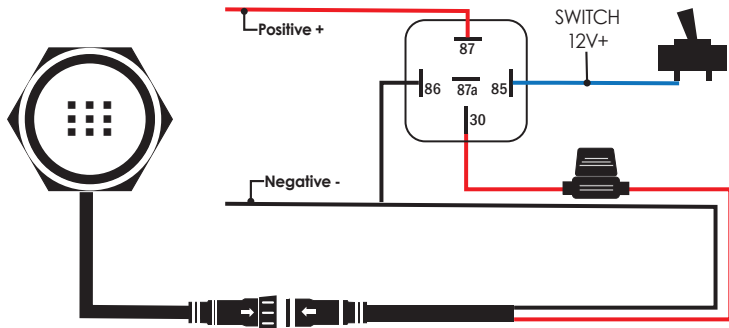 Positive +
SWITCH
12V+
87
86
87a
85
30
Negative -